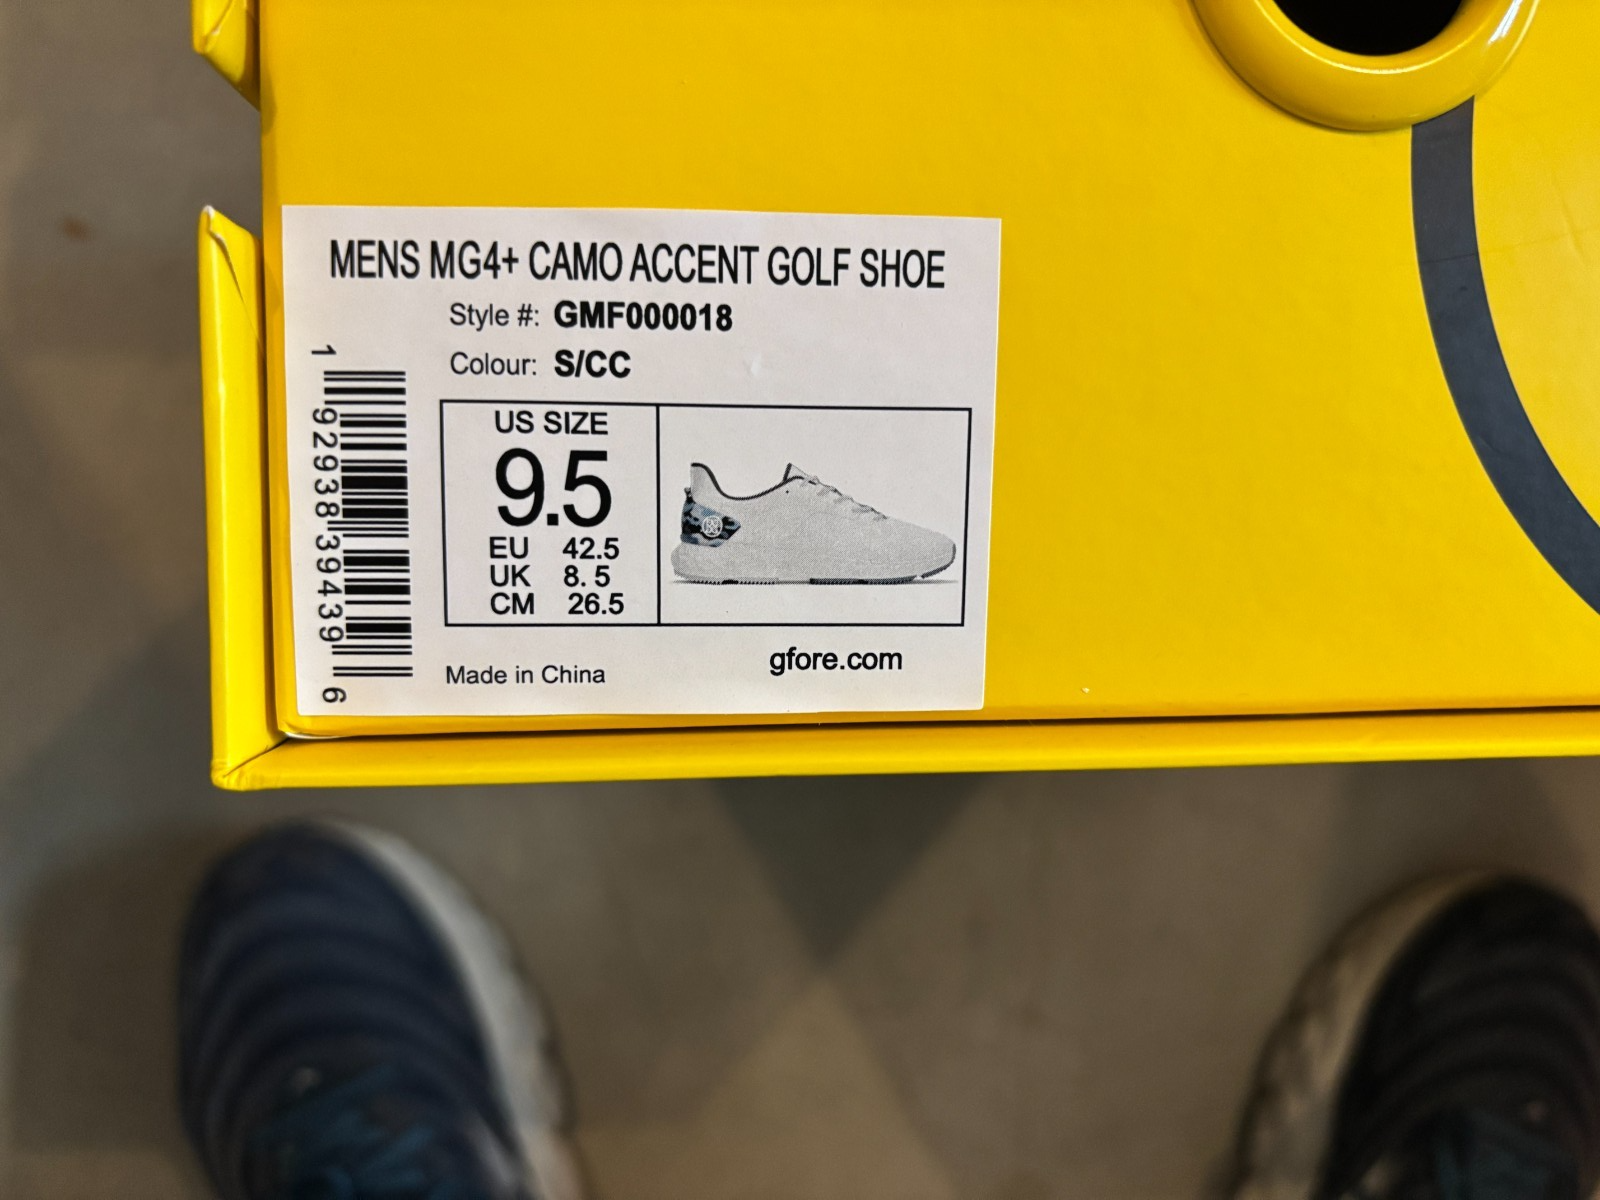 MENS MG4+ CAMO ACCENT GOLF SHOE
Style #: GMF000018
Colour: S/CC
1 92938 39439 6
US SIZE
9.5
EU 42.5
UK 8. 5
CM 26.5
Made in China
gfore.com